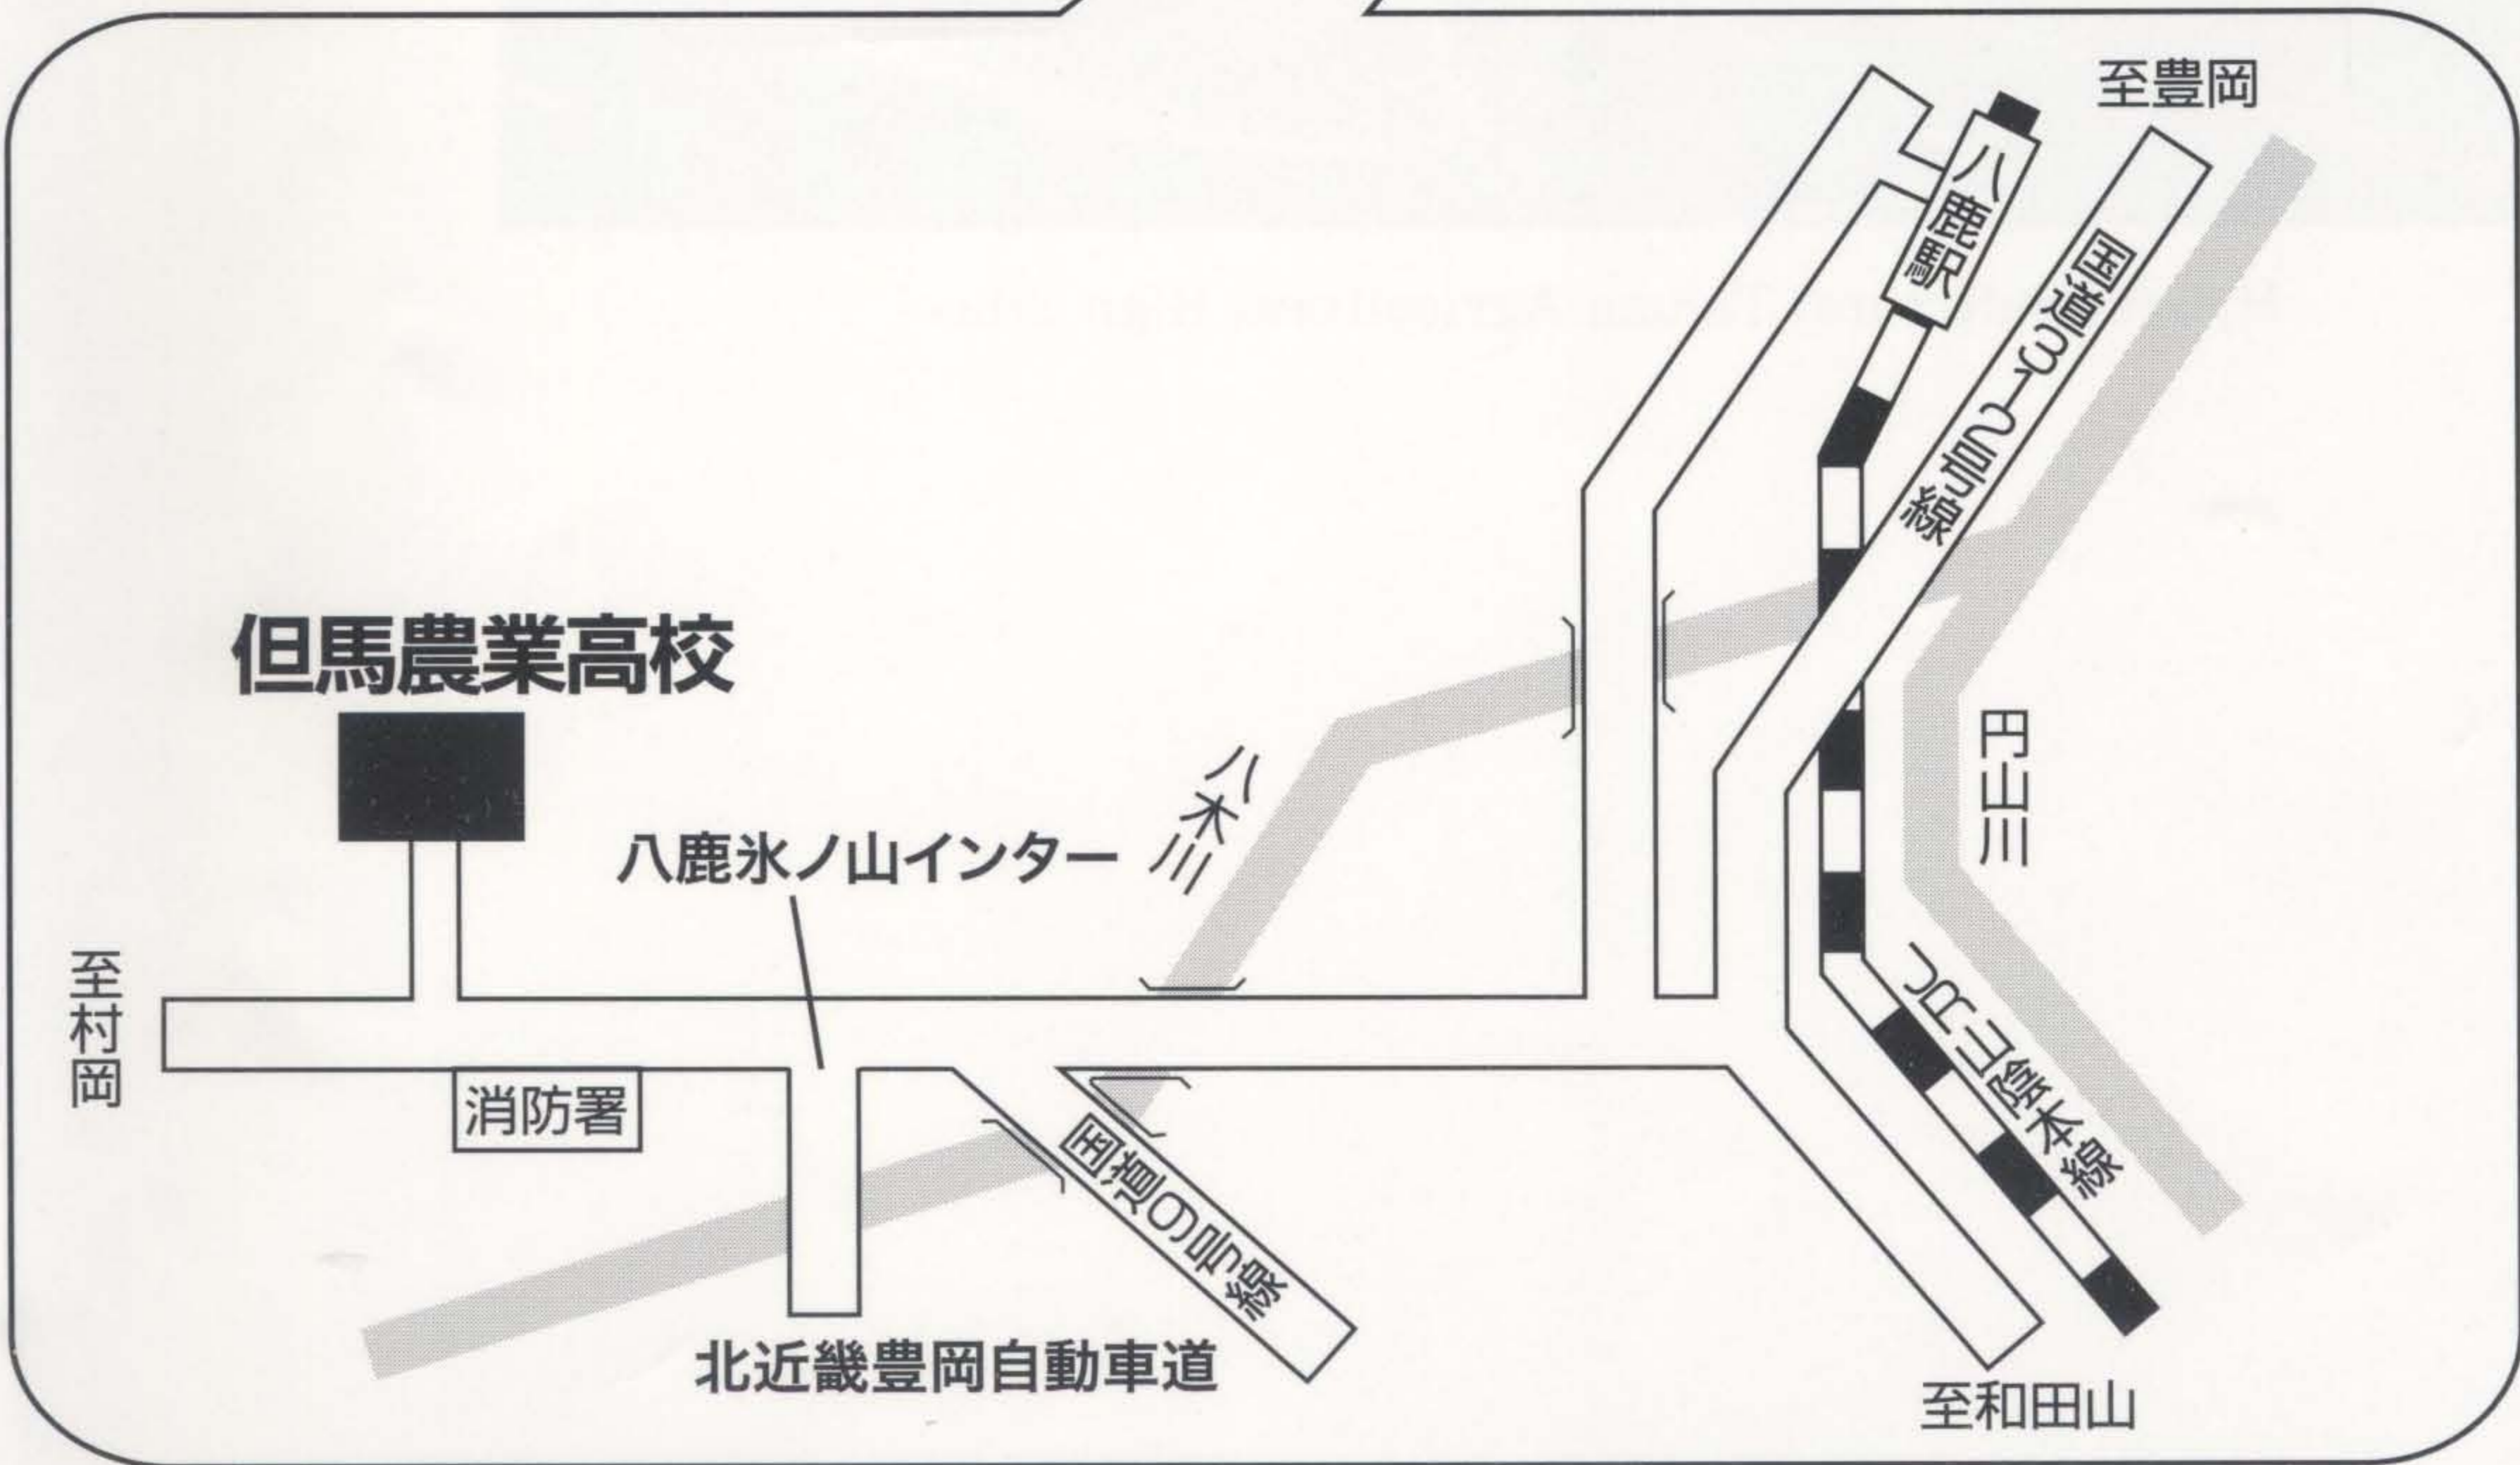 至豊岡
八鹿駅
国道312号線
但馬農業高校
円山川
八木川
八鹿氷ノ山インター
至村岡
JR山陰本線
消防署
国道9号線
北近畿豊岡自動車道
至和田山